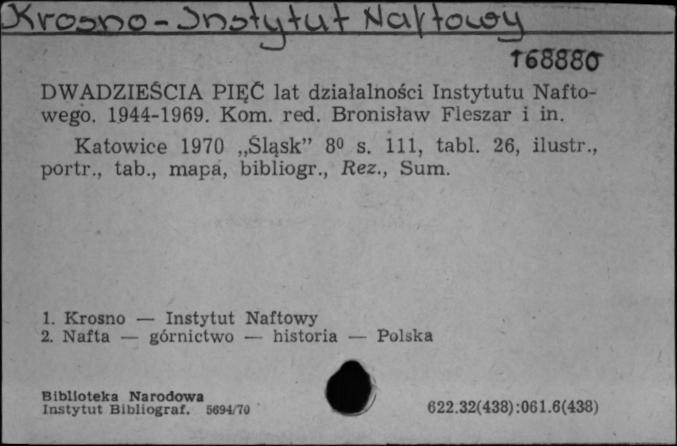 Krosno - Instytut Naftowy
168880
DWADZIEŚCIA PIĘĆ lat działalności Instytutu Nafto-
wego. 1944-1969. Kom. red. Bronisław Fleszar i in.
Katowice 1970 „Śląsk” 8⁰ s. 111, tabl. 26, ilustr.,
portr., tab., mapa, bibliogr., Rez., Sum.
1. Krosno — Instytut Naftowy
2. Nafta — górnictwo — historia — Polska
Biblioteka Narodowa
Instytut Bibliograf. 5694/70
622.32(438):061.6(438)